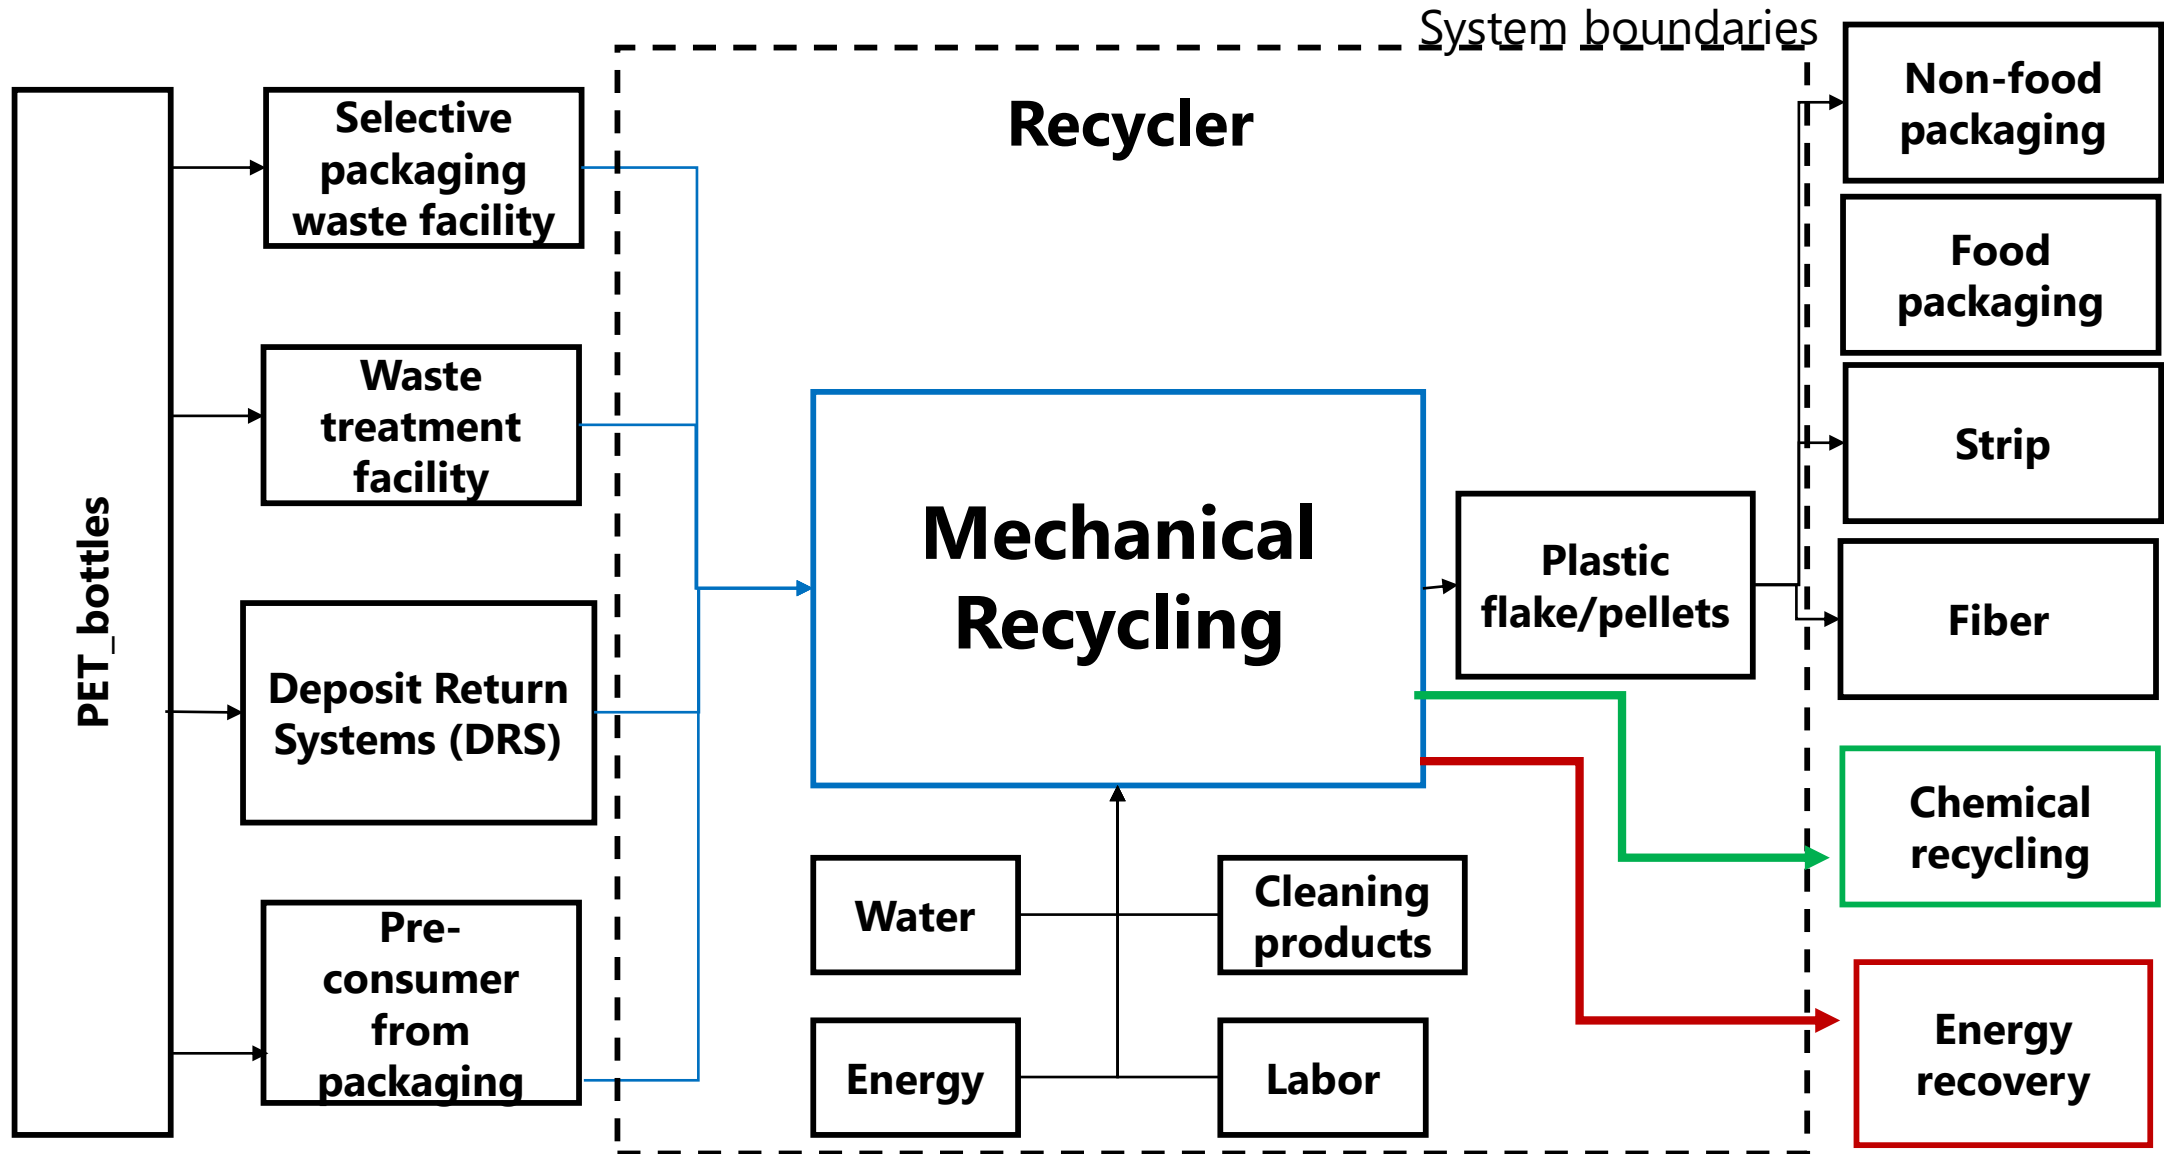 System boundaries
Recycler
PET_bottles
Selective
packaging
waste facility
Waste
treatment
facility
Deposit Return
Systems (DRS)
Pre-
consumer
from
packaging
Mechanical
Recycling
Water
Cleaning
products
Energy
Labor
Plastic
flake/pellets
Non-food
packaging
Food
packaging
Strip
Fiber
Chemical
recycling
Energy
recovery